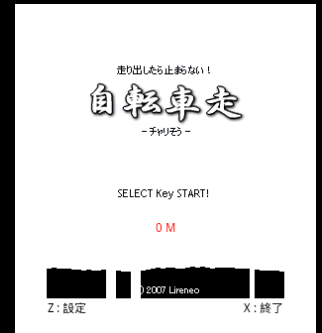 走り出したら止まらない！
自転車走
－チャリそう－
SELECT Key START!
0 M
) 2007 Lireneo
Z : 設定
X : 終了